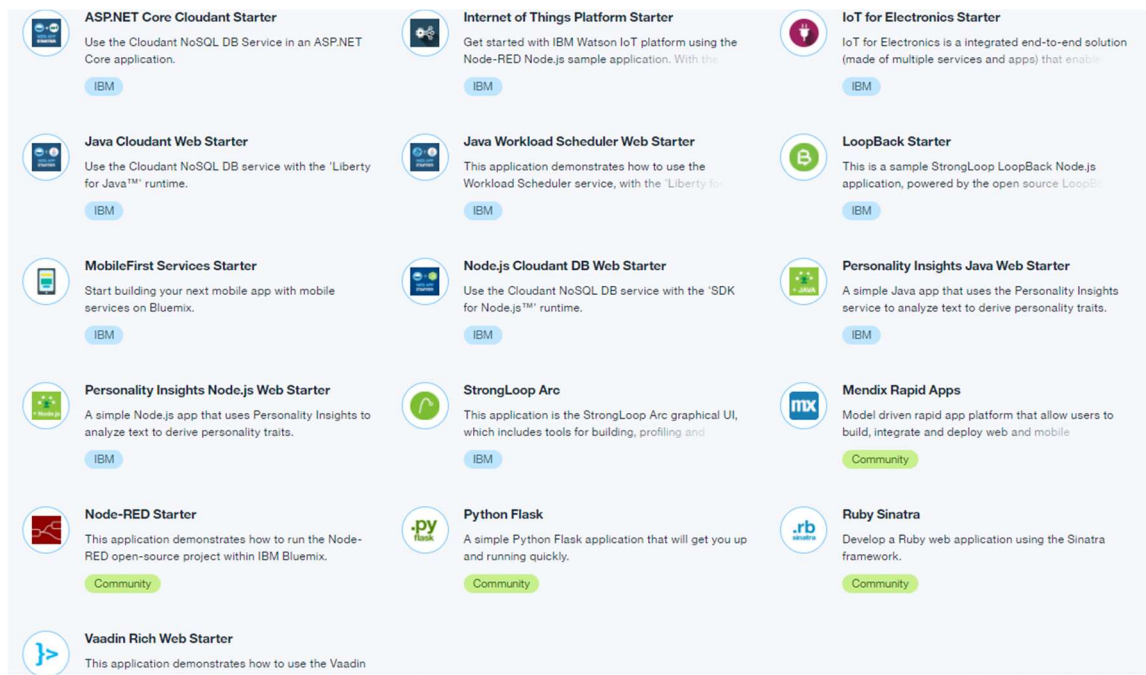 ASP.NET Core Cloudant Starter
Use the Cloudant NoSQL DB Service in an ASP.NET
Core application.
IBM
Internet of Things Platform Starter
Get started with IBM Watson IoT platform using the
Node-RED Node.js sample application. With the
IBM
IoT for Electronics Starter
IoT for Electronics is a integrated end-to-end solution
(made of multiple services and apps) that enable
IBM
Java Cloudant Web Starter
Use the Cloudant NoSQL DB service with the 'Liberty
for Java™' runtime.
IBM
Java Workload Scheduler Web Starter
This application demonstrates how to use the
Workload Scheduler service, with the 'Liberty for
IBM
LoopBack Starter
This is a sample StrongLoop LoopBack Node.js
application, powered by the open source
IBM
MobileFirst Services Starter
Start building your next mobile app with mobile
services on Bluemix.
IBM
Node.js Cloudant DB Web Starter
Use the Cloudant NoSQL DB service with the 'SDK
for Node.js™' runtime.
IBM
+ JAVA
Personality Insights Java Web Starter
A simple Java app that uses the Personality Insights
service to analyze text to derive personality traits.
IBM
+ Node.js
Personality Insights Node.js Web Starter
A simple Node.js app that uses Personality Insights to
analyze text to derive personality traits.
IBM
StrongLoop Arc
This application is the StrongLoop Arc graphical UI,
which includes tools for building, profiling and
IBM
mx
Mendix Rapid Apps
Model driven rapid app platform that allow users to
build, integrate and deploy web and mobile
Community
Node-RED Starter
This application demonstrates how to run the Node-
RED open-source project within IBM Bluemix.
Community
.py
flask
Python Flask
A simple Python Flask application that will get you up
and running quickly.
Community
.rb
sinatra
Ruby Sinatra
Develop a Ruby web application using the Sinatra
framework.
Community
Vaadin Rich Web Starter
This application demonstrates how to use the Vaadin